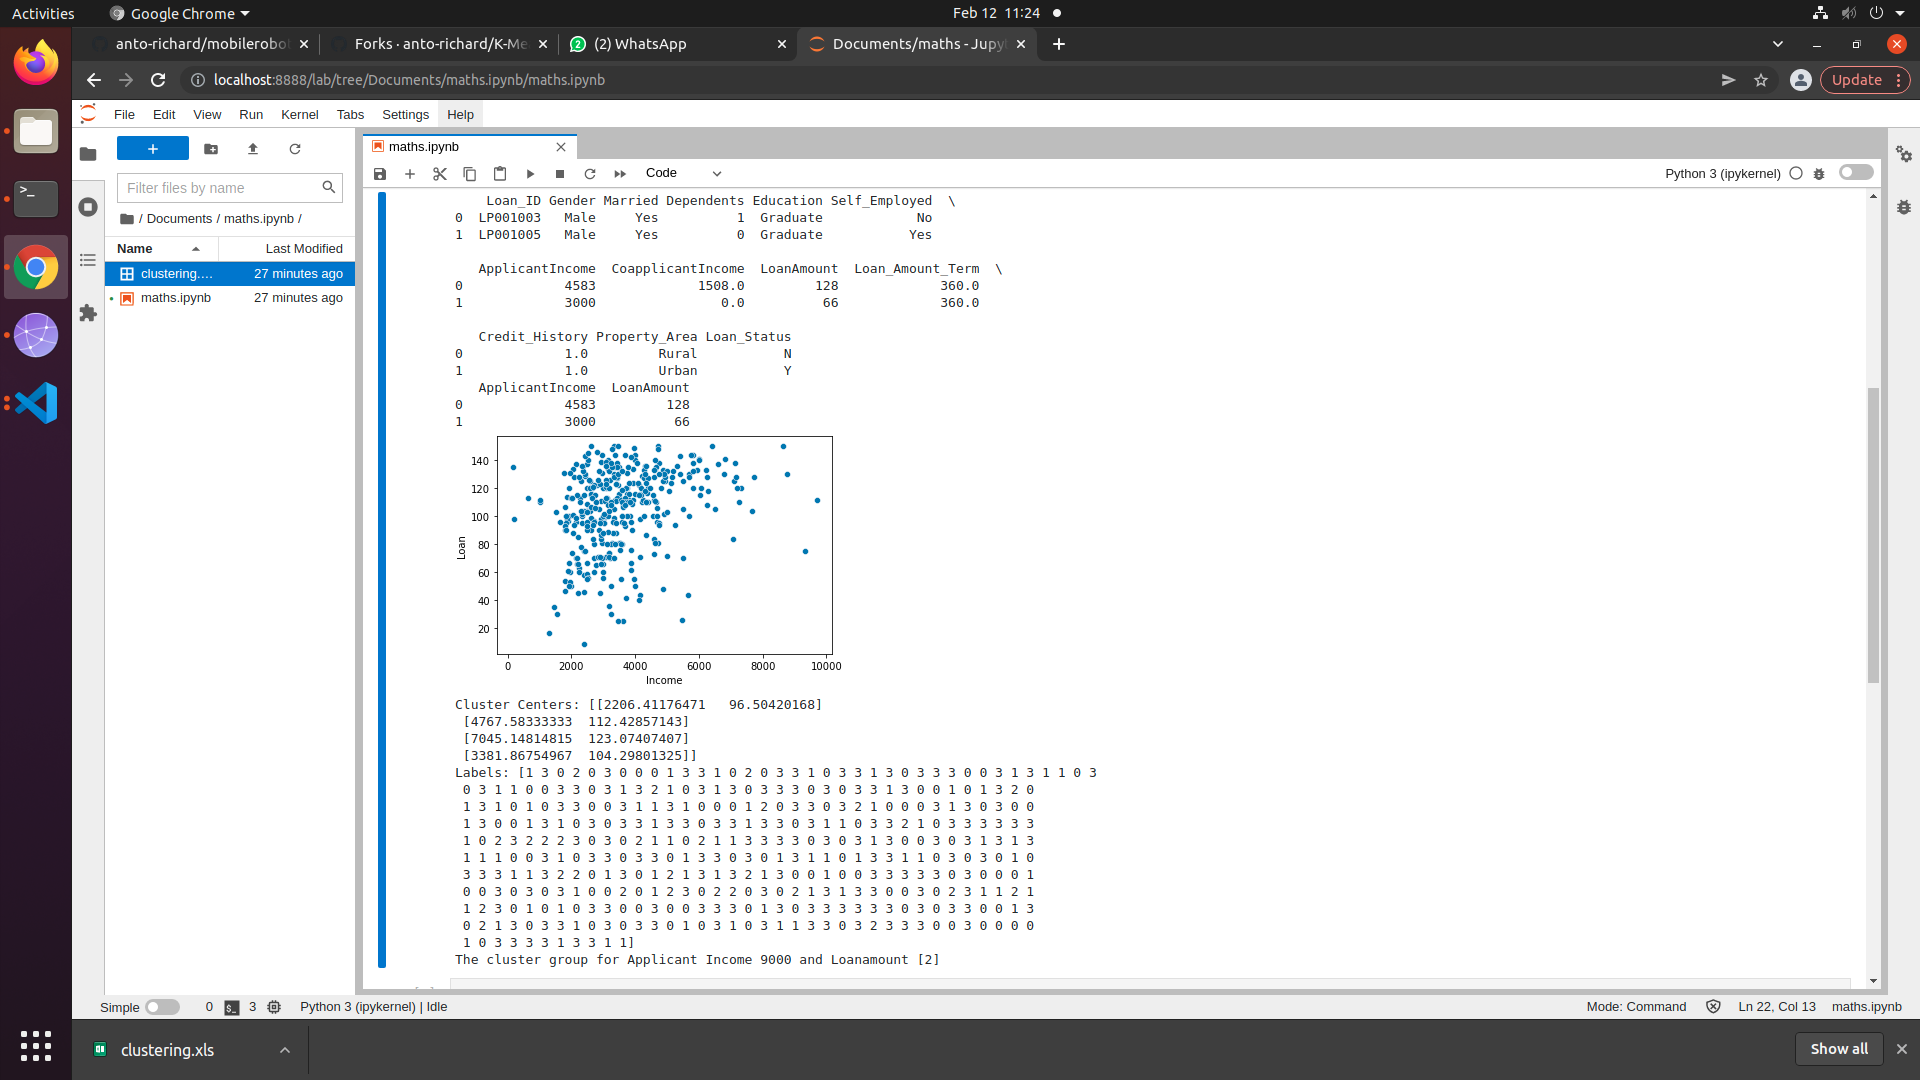 Activities Google Chrome Feb 12 11:24
anto-richard/mobilerobo Forks · anto-richard/K-Me (2) WhatsApp Documents/maths - Jupy
localhost:8888/lab/tree/Documents/maths.ipynb/maths.ipynb Update
File Edit View Run Kernel Tabs Settings Help
maths.ipynb
Filter files by name
Code Python 3 (ipykernel)
/ Documents / maths.ipynb /
Name Last Modified
clustering.... 27 minutes ago
maths.ipynb 27 minutes ago
Loan_ID Gender Married Dependents Education Self_Employed \
0 LP001003 Male Yes 1 Graduate No
1 LP001005 Male Yes 0 Graduate Yes
ApplicantIncome CoapplicantIncome LoanAmount Loan_Amount_Term \
0 4583 1508.0 128 360.0
1 3000 0.0 66 360.0
Credit_History Property_Area Loan_Status
0 1.0 Rural N
1 1.0 Urban Y
ApplicantIncome LoanAmount
0 4583 128
1 3000 66
140
120
100
80
60
40
20
Loan
0 2000 4000 6000 8000 10000
Income
Cluster Centers: [[2206.41176471 96.50420168]
[4767.58333333 112.42857143]
[7045.14814815 123.07407407]
[3381.86754967 104.29801325]]
Labels: [1 3 0 2 0 3 0 0 0 1 3 3 1 0 2 0 3 3 1 0 3 3 1 3 0 3 3 3 0 0 3 1 3 1 1 0 3
0 3 1 1 0 0 3 3 0 3 1 3 2 1 0 3 1 3 0 3 3 3 0 3 0 3 3 1 3 0 0 1 0 1 3 2 0
1 3 1 0 1 0 3 3 0 0 3 1 1 3 1 0 0 0 1 2 0 3 3 0 3 2 1 0 0 0 3 1 3 0 3 0 0
1 3 0 0 1 3 1 0 3 0 3 3 1 3 3 0 3 3 1 3 3 0 3 1 1 0 3 3 2 1 0 3 3 3 3 3 3
1 0 2 3 2 2 2 3 0 3 0 2 1 1 0 2 1 1 3 3 3 3 0 3 0 3 1 3 0 0 3 0 3 1 3 1 3
1 1 1 0 0 3 1 0 3 3 0 3 3 0 1 3 3 0 3 0 1 3 1 1 0 1 3 3 1 1 0 3 0 3 0 1 0
3 3 3 1 1 3 2 2 0 1 3 0 1 2 1 3 1 3 2 1 3 0 0 1 0 0 3 3 3 3 3 0 3 0 0 0 1
0 0 3 0 3 0 3 1 0 0 2 0 1 2 3 0 2 2 0 3 0 2 1 3 1 3 3 0 0 3 0 2 3 1 1 2 1
1 2 3 0 1 0 1 0 3 3 0 0 3 0 0 3 3 3 0 1 3 0 3 3 3 3 3 3 0 3 0 3 3 0 0 1 3
0 2 1 3 0 3 3 1 0 3 0 3 3 0 1 0 3 1 0 3 1 1 3 3 0 3 2 3 3 3 0 0 3 0 0 0 0
1 0 3 3 3 3 1 3 3 1 1]
The cluster group for Applicant Income 9000 and Loanamount [2]
Simple 0 3 Python 3 (ipykernel) | Idle Mode: Command Ln 22, Col 13 maths.ipynb
clustering.xls Show all